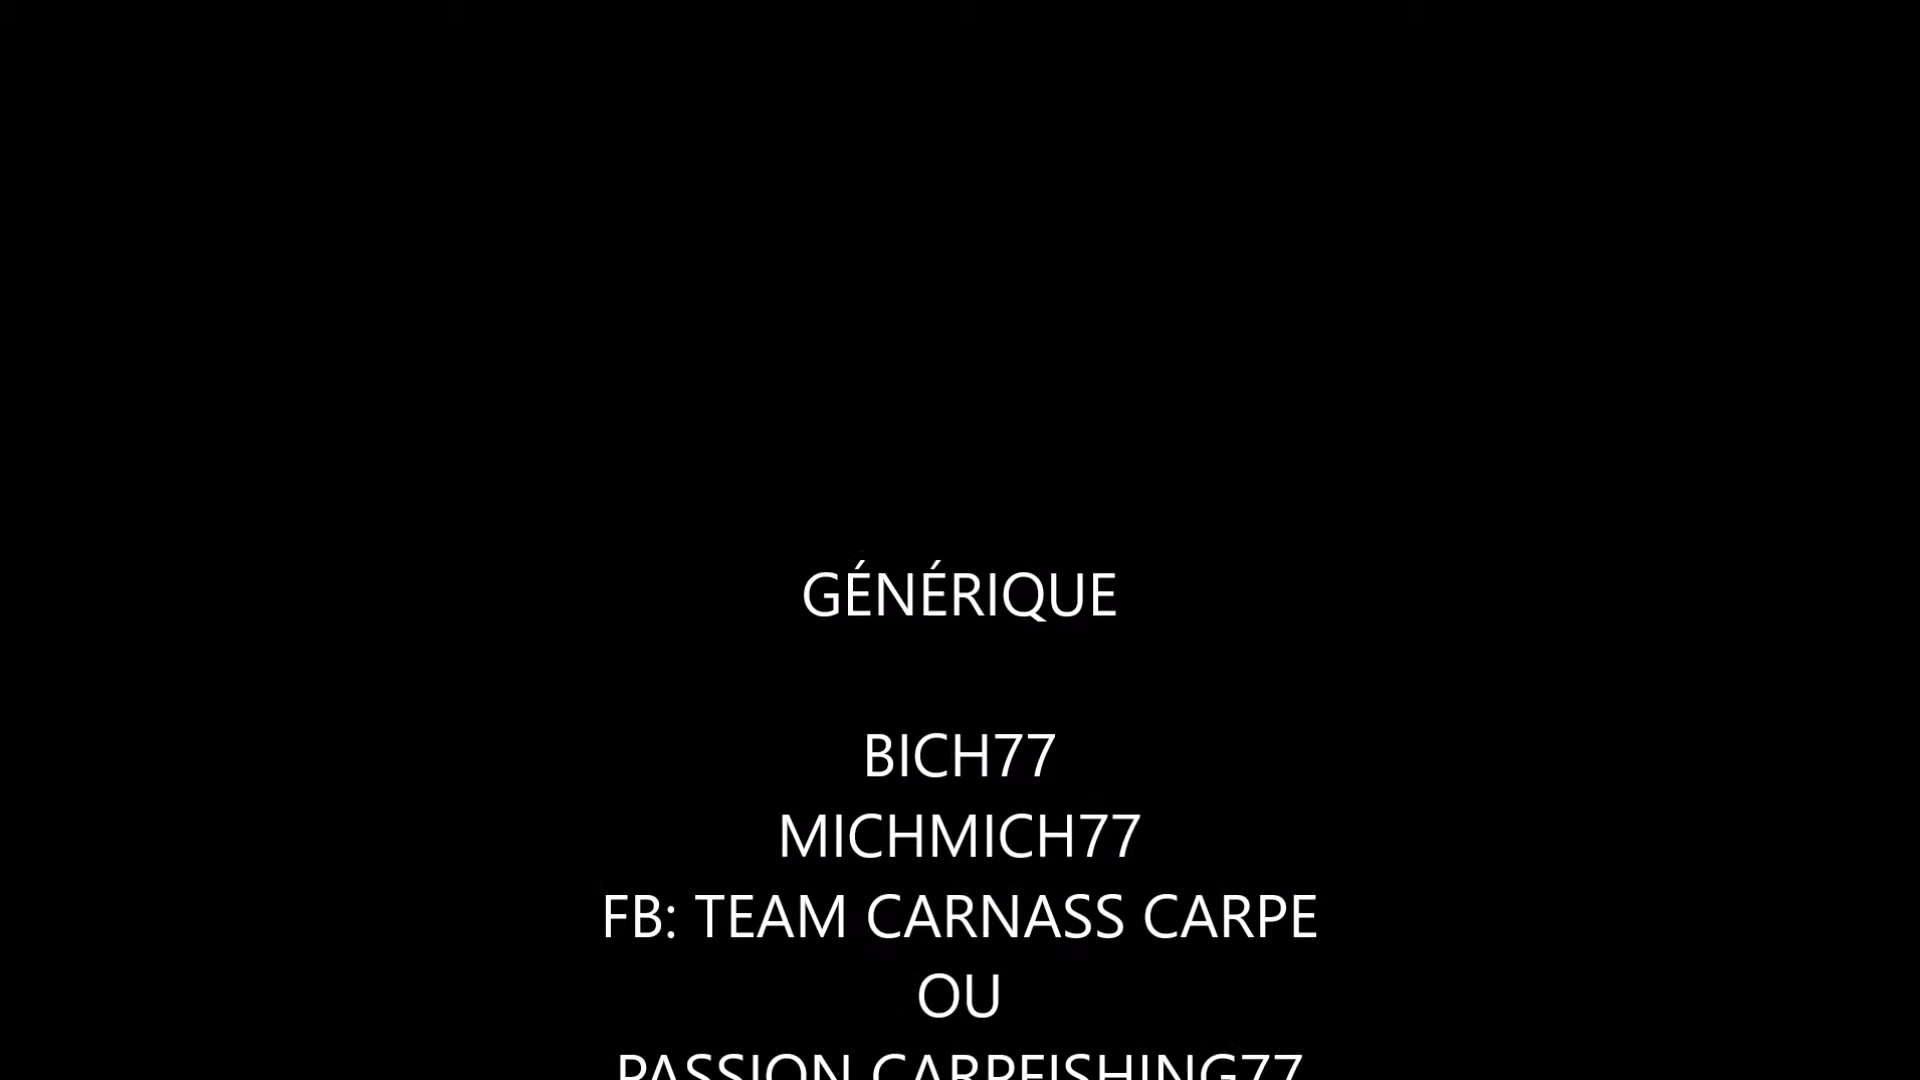 GÉNÉRIQUE
BICH77
MICHMICH77
FB: TEAM CARNASS CARPE
OU
PASSION CARPFISHING77